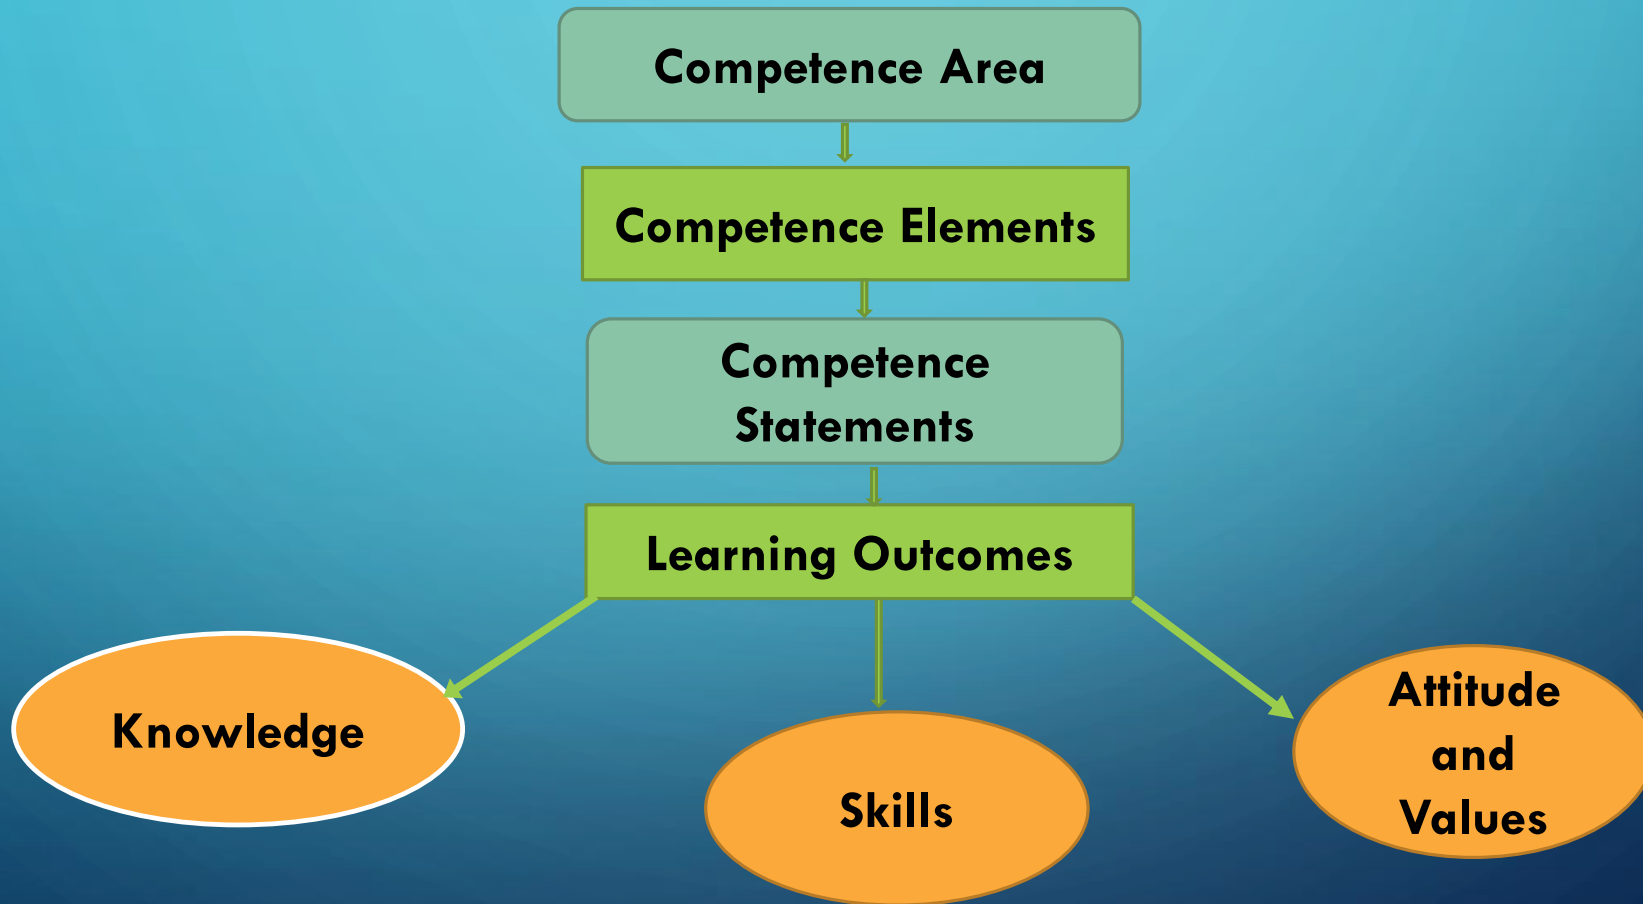 Competence Area
Competence Elements
Competence
Statements
Learning Outcomes
Knowledge
Skills
Attitude
and
Values